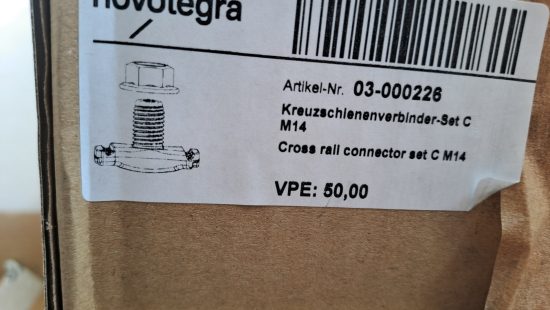 novotegra
Artikel-Nr. 03-000226
Kreuzschienenverbinder-Set C
M14
Cross rail connector set C M14
VPE: 50,00